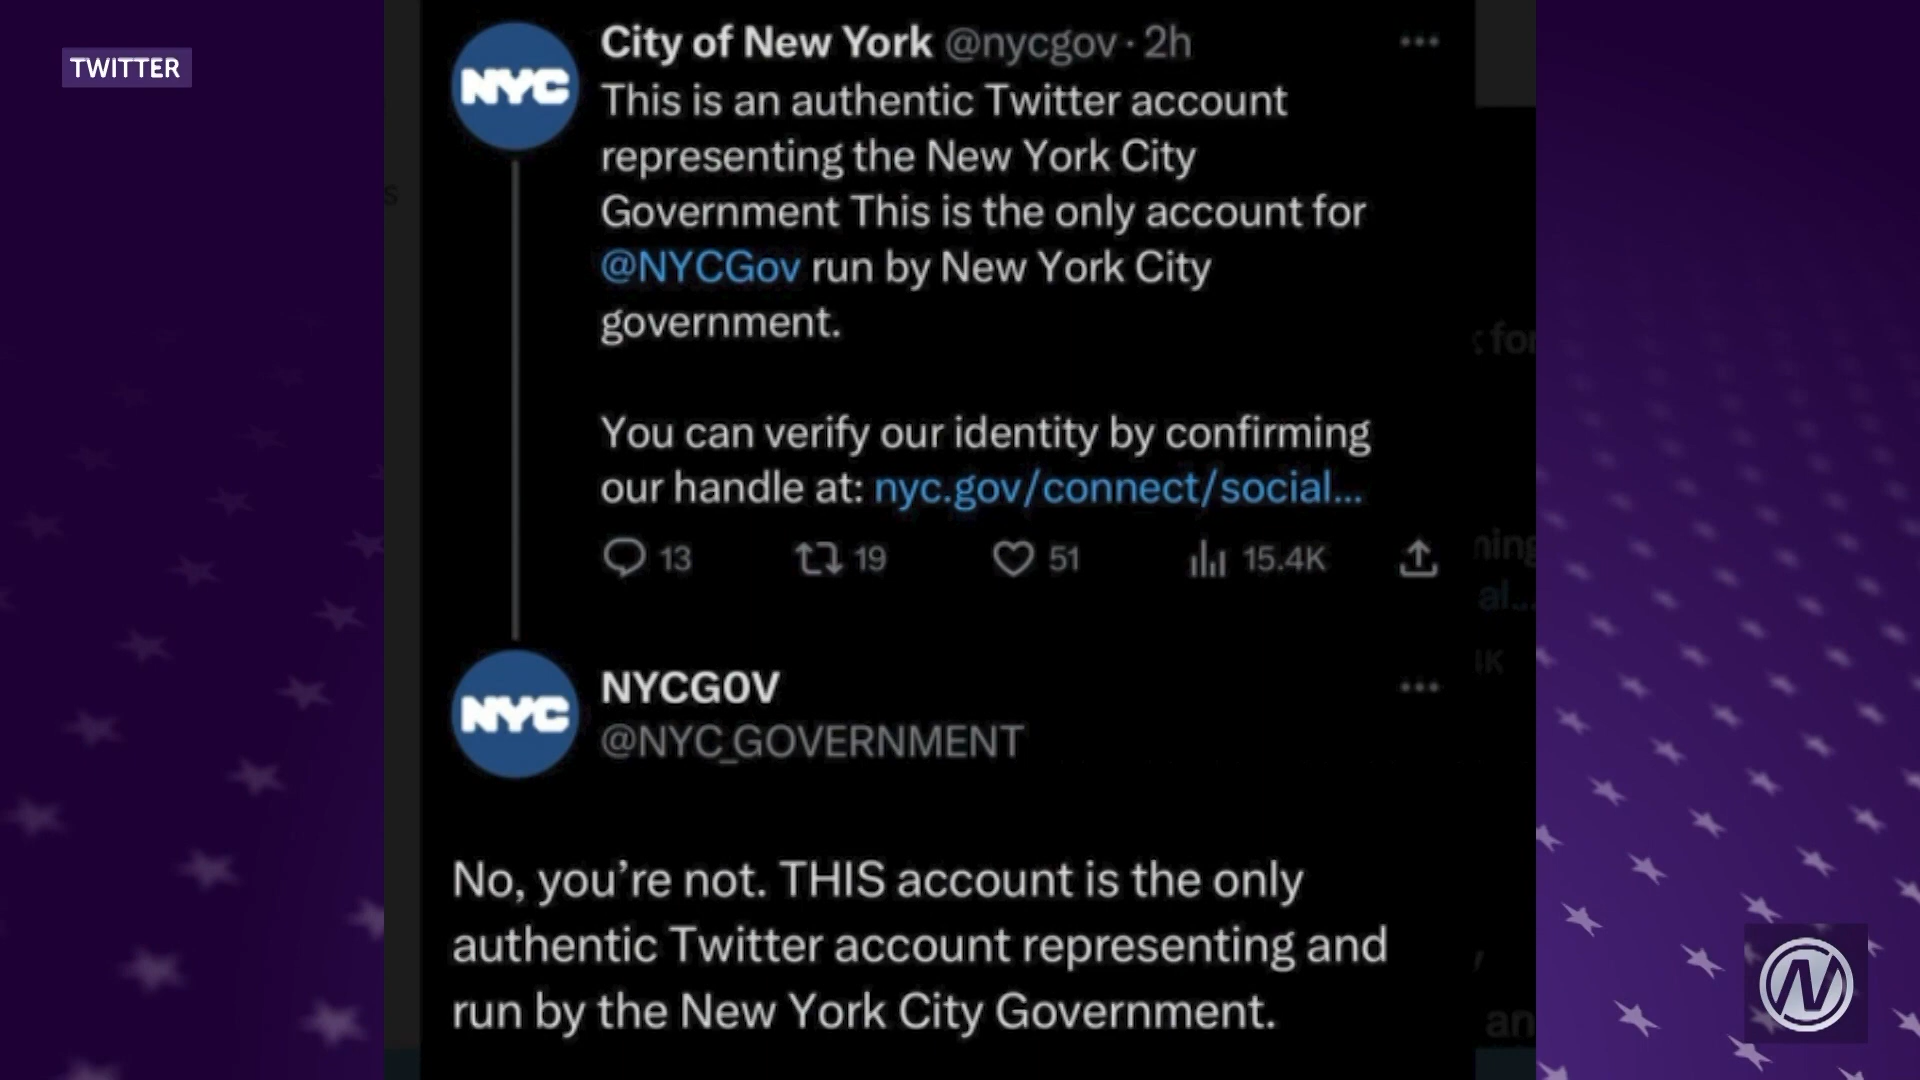 TWITTER
NYC
City of New York @nycgov · 2h
This is an authentic Twitter account
representing the New York City
Government This is the only account for
@NYCGov run by New York City
government.
You can verify our identity by confirming
our handle at: nyc.gov/connect/social...
13 19 51 15.4K
NYC
NYCG0V
@NYC_GOVERNMENT
No, you’re not. THIS account is the only
authentic Twitter account representing and
run by the New York City Government.
N